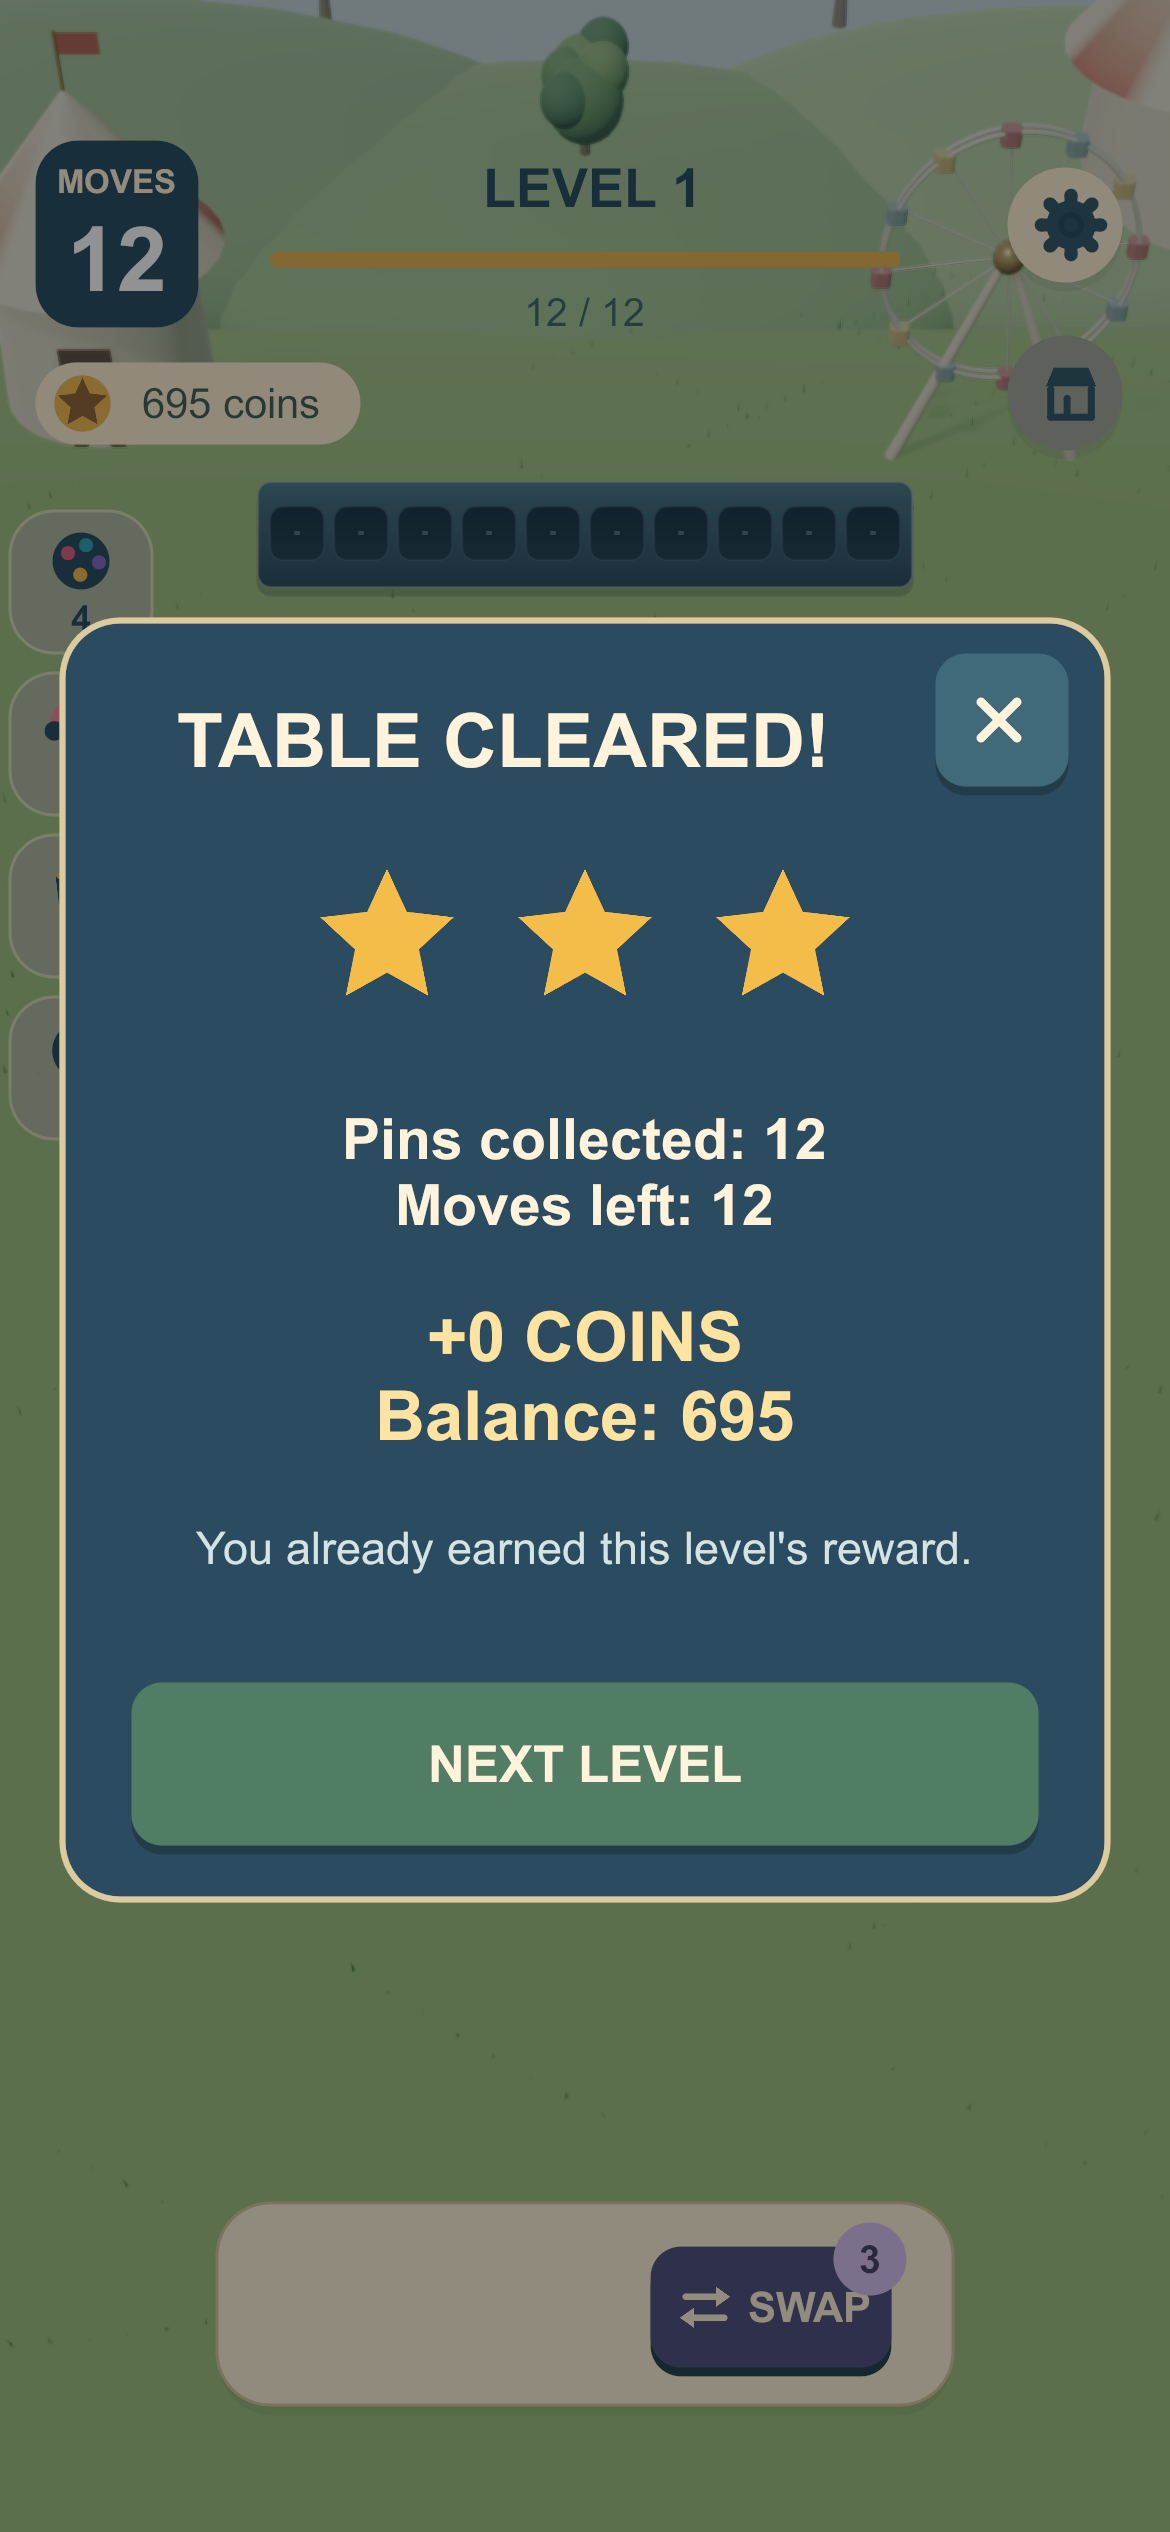 MOVES
12
LEVEL 1
12 / 12
695 coins
4
TABLE CLEARED!
Pins collected: 12
Moves left: 12
+0 COINS
Balance: 695
You already earned this level's reward.
NEXT LEVEL
3
SWAP